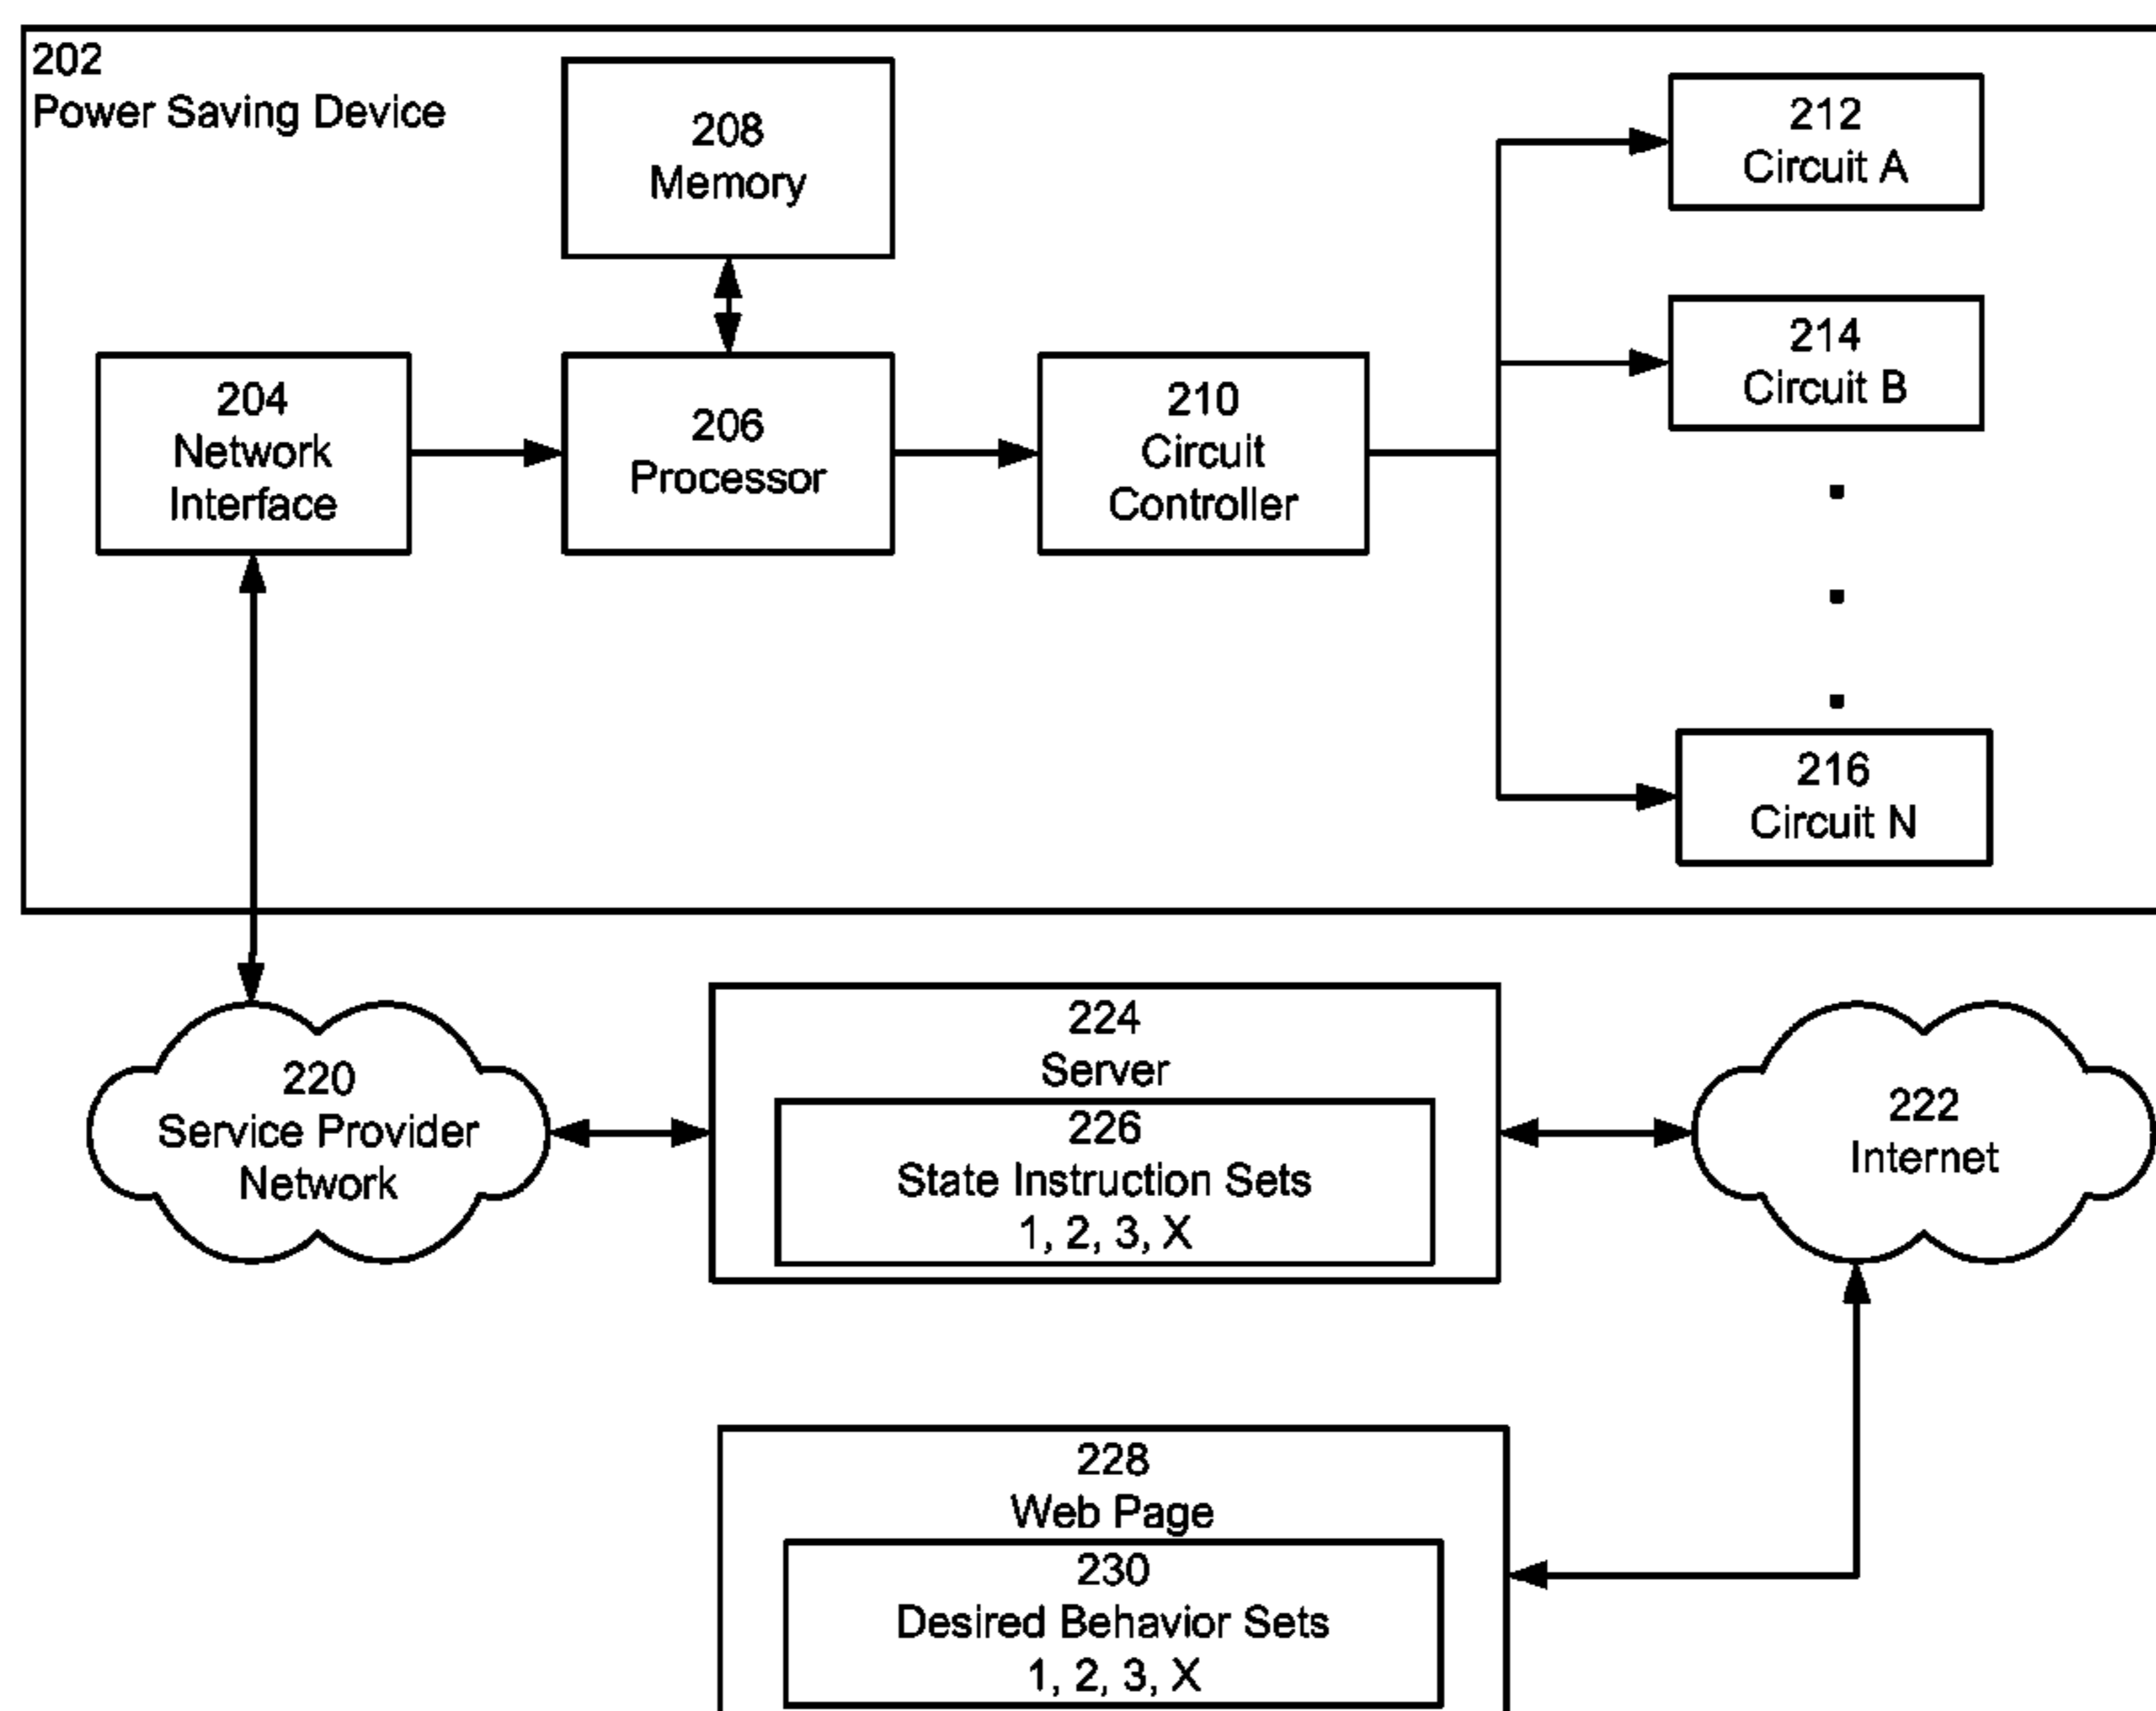 202
Power Saving Device
208
Memory
212
Circuit A
214
Circuit B
204
Network
Interface
206
Processor
210
Circuit
Controller
216
Circuit N
220
Service Provider
Network
224
Server
226
State Instruction Sets
1, 2, 3, X
222
Internet
228
Web Page
230
Desired Behavior Sets
1, 2, 3, X